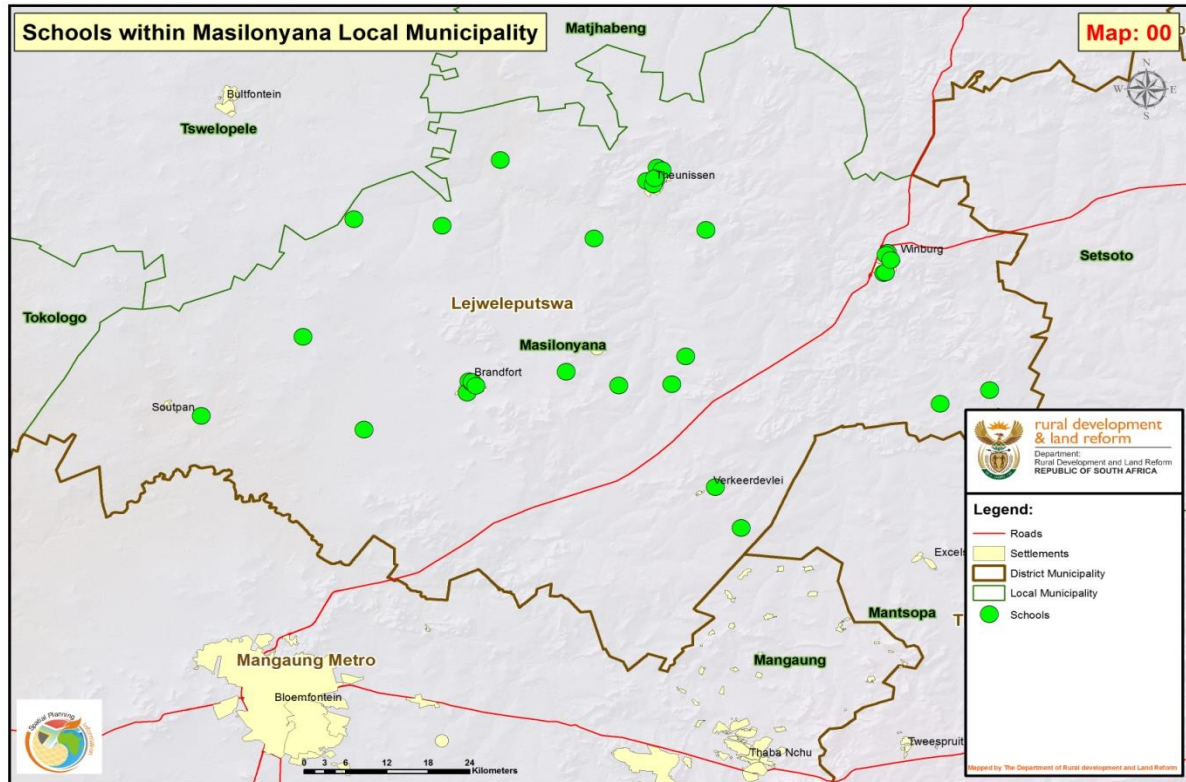 Schools within Masilonyana Local Municipality
Map: 00
Matjhabeng
N
W E
S
Bultfontein
Tswelopele
Theunissen
Winburg
Setsoto
Lejweleputswa
Tokologo
Masilonyana
Brandfort
Soutpan
Verkeerdevlei
Excels
Mantsopa
T
Mangaung
Mangaung Metro
Bloemfontein
Thaba Nchu
Tweespruit
rural development
& land reform
Department:
Rural Development and Land Reform
REPUBLIC OF SOUTH AFRICA
Legend:
Roads
Settlements
District Municipality
Local Municipality
Schools
Spatial Planning
0 3 6 12 18 24
Kilometers
Mapped by The Department of Rural development and Land Reform